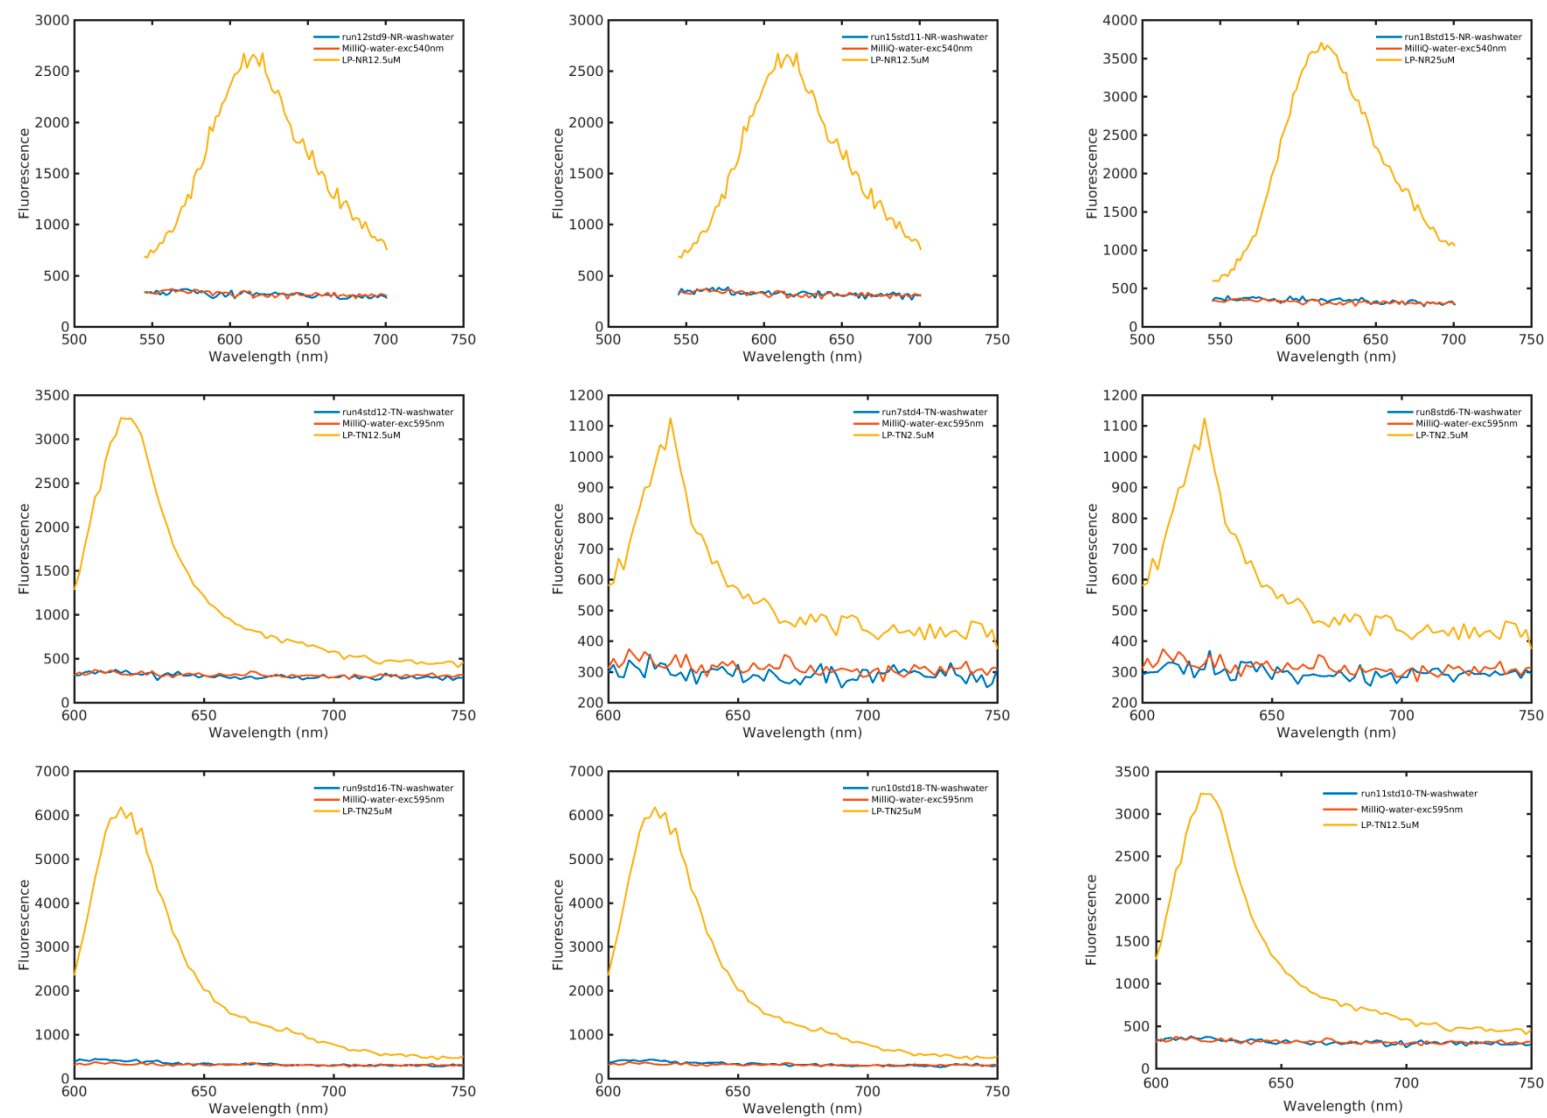 3000
2500
2000
1500
1000
500
0
500 550 600 650 700 750
Wavelength (nm)
Fluorescence
run12std9-NR-washwater
MilliQ-water-exc540nm
LP-NR12.5uM
3000
2500
2000
1500
1000
500
0
500 550 600 650 700 750
Wavelength (nm)
Fluorescence
run15std11-NR-washwater
MilliQ-water-exc540nm
LP-NR12.5uM
4000
3500
3000
2500
2000
1500
1000
500
0
500 550 600 650 700 750
Wavelength (nm)
Fluorescence
run18std15-NR-washwater
MilliQ-water-exc540nm
LP-NR25uM
3500
3000
2500
2000
1500
1000
500
0
600 650 700 750
Wavelength (nm)
Fluorescence
run4std12-TN-washwater
MilliQ-water-exc595nm
LP-TN12.5uM
1200
1100
1000
900
800
700
600
500
400
300
200
600 650 700 750
Wavelength (nm)
Fluorescence
run7std4-TN-washwater
MilliQ-water-exc595nm
LP-TN2.5uM
1200
1100
1000
900
800
700
600
500
400
300
200
600 650 700 750
Wavelength (nm)
Fluorescence
run8std6-TN-washwater
MilliQ-water-exc595nm
LP-TN2.5uM
7000
6000
5000
4000
3000
2000
1000
0
600 650 700 750
Wavelength (nm)
Fluorescence
run9std16-TN-washwater
MilliQ-water-exc595nm
LP-TN25uM
7000
6000
5000
4000
3000
2000
1000
0
600 650 700 750
Wavelength (nm)
Fluorescence
run10std18-TN-washwater
MilliQ-water-exc595nm
LP-TN25uM
3500
3000
2500
2000
1500
1000
500
0
600 650 700 750
Wavelength (nm)
Fluorescence
run11std10-TN-washwater
MilliQ-water-exc595nm
LP-TN12.5uM